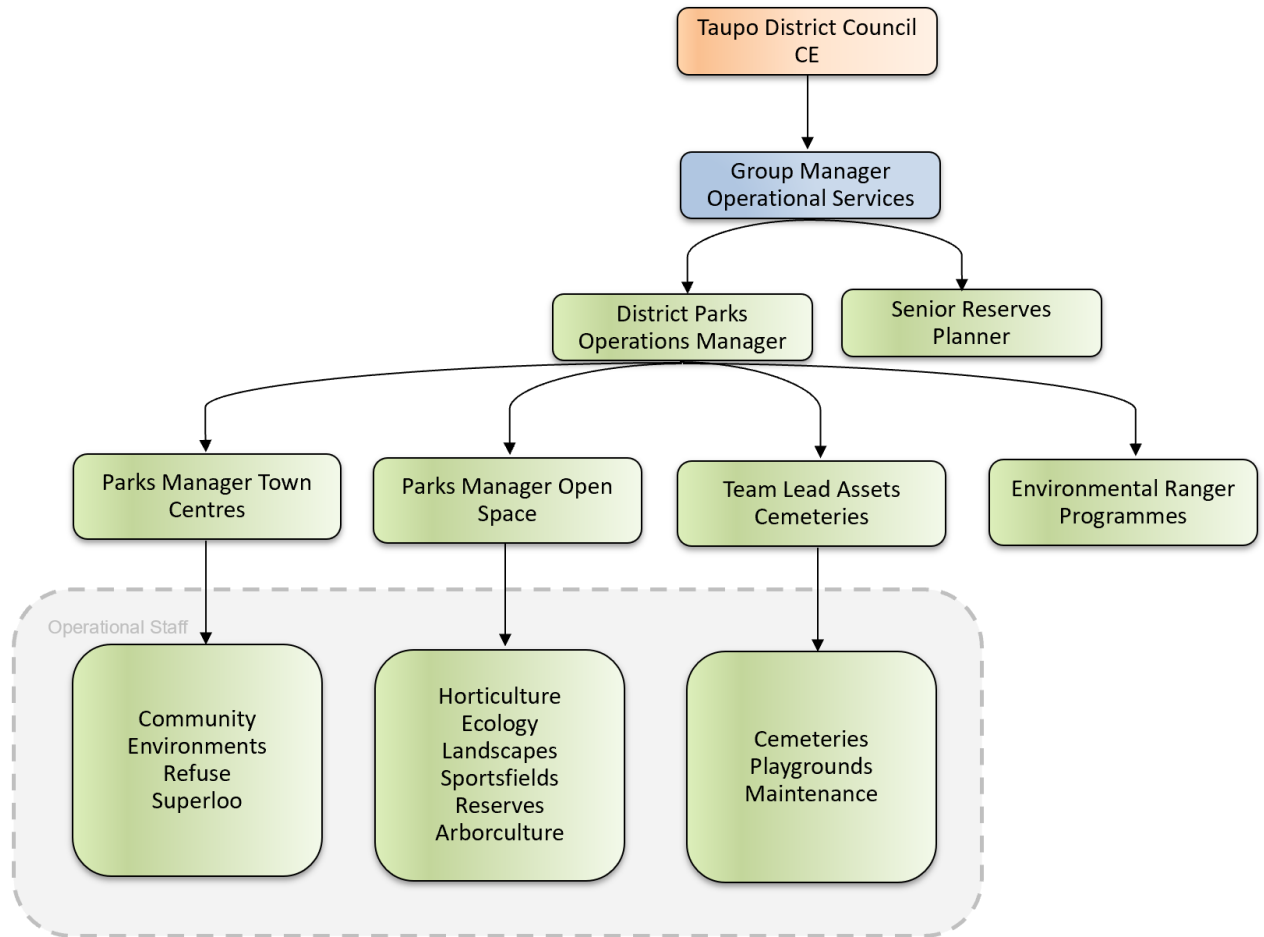 Taupo District Council
CE
Group Manager
Operational Services
District Parks
Operations Manager
Senior Reserves
Planner
Parks Manager Town
Centres
Parks Manager Open
Space
Team Lead Assets
Cemeteries
Environmental Ranger
Programmes
Operational Staff
Community
Environments
Refuse
Superloo
Horticulture
Ecology
Landscapes
Sportsfields
Reserves
Arborculture
Cemeteries
Playgrounds
Maintenance